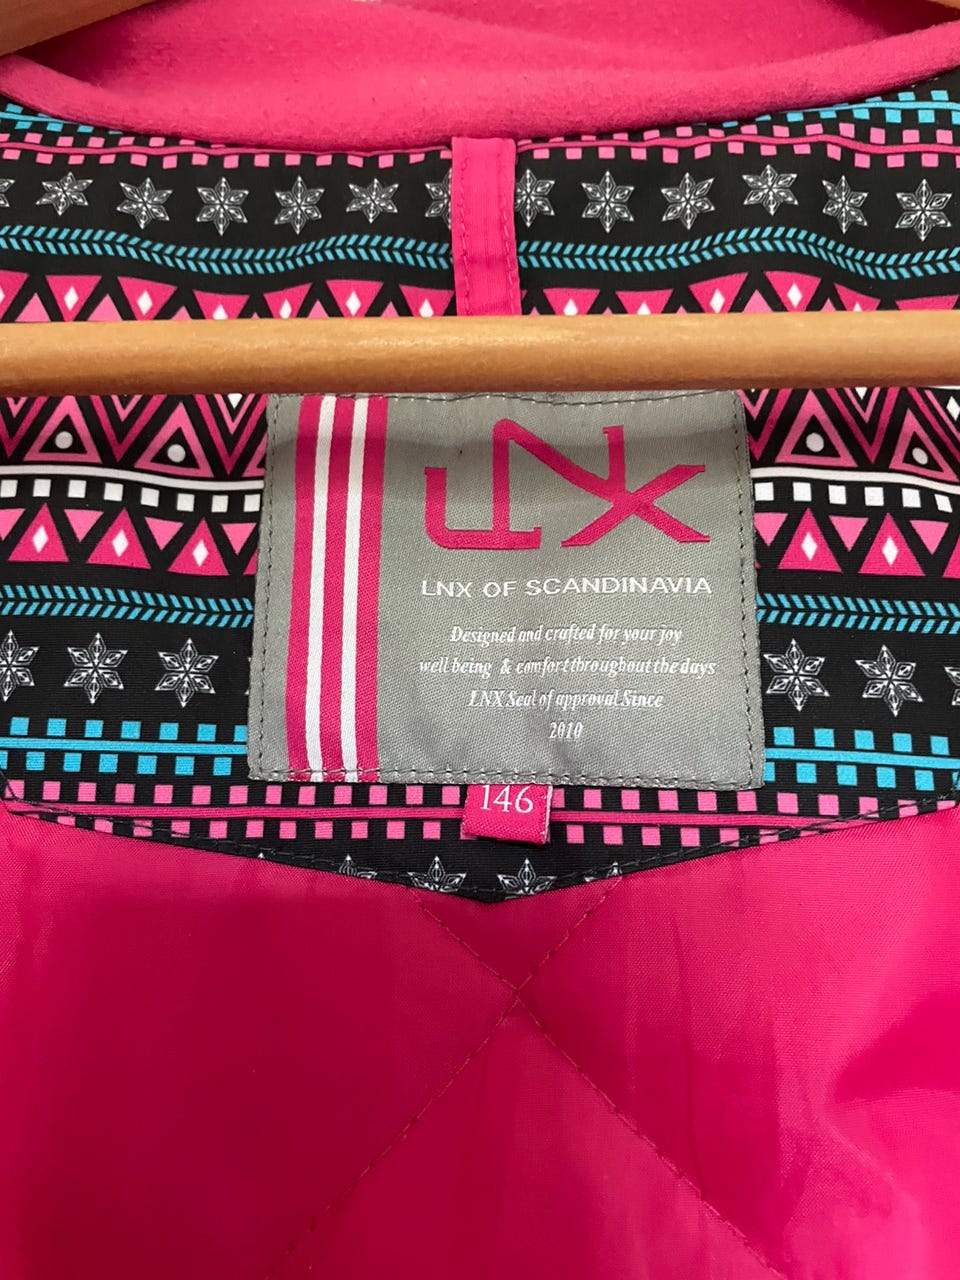 LNX
LNX OF SCANDINAVIA
Designed and crafted for your joy
well being & comfort throughout the days
LNX Seal of approval Since
2010
146